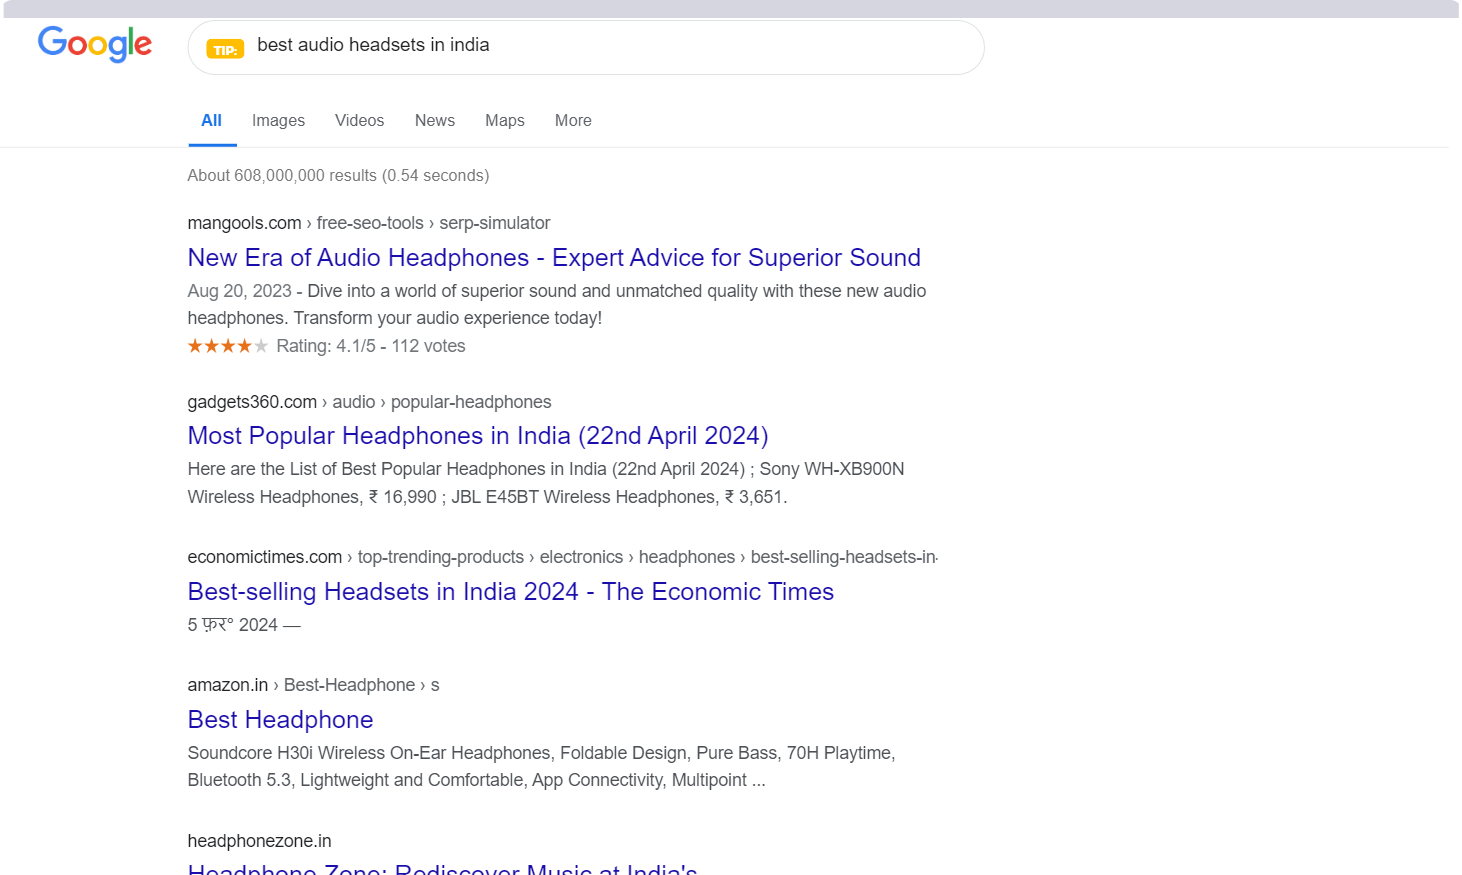 Google
TIP: best audio headsets in india
All Images Videos News Maps More
About 608,000,000 results (0.54 seconds)
mangools.com › free-seo-tools › serp-simulator
New Era of Audio Headphones - Expert Advice for Superior Sound
Aug 20, 2023 - Dive into a world of superior sound and unmatched quality with these new audio
headphones. Transform your audio experience today!
Rating: 4.1/5 - 112 votes
gadgets360.com › audio › popular-headphones
Most Popular Headphones in India (22nd April 2024)
Here are the List of Best Popular Headphones in India (22nd April 2024) ; Sony WH-XB900N
Wireless Headphones, ₹ 16,990 ; JBL E45BT Wireless Headphones, ₹ 3,651.
economictimes.com › top-trending-products › electronics › headphones › best-selling-headsets-in-
Best-selling Headsets in India 2024 - The Economic Times
5 फ़र॰ 2024 —
amazon.in › Best-Headphone › s
Best Headphone
Soundcore H30i Wireless On-Ear Headphones, Foldable Design, Pure Bass, 70H Playtime,
Bluetooth 5.3, Lightweight and Comfortable, App Connectivity, Multipoint ...
headphonezone.in
Headphone Zone: Rediscover Music at India's